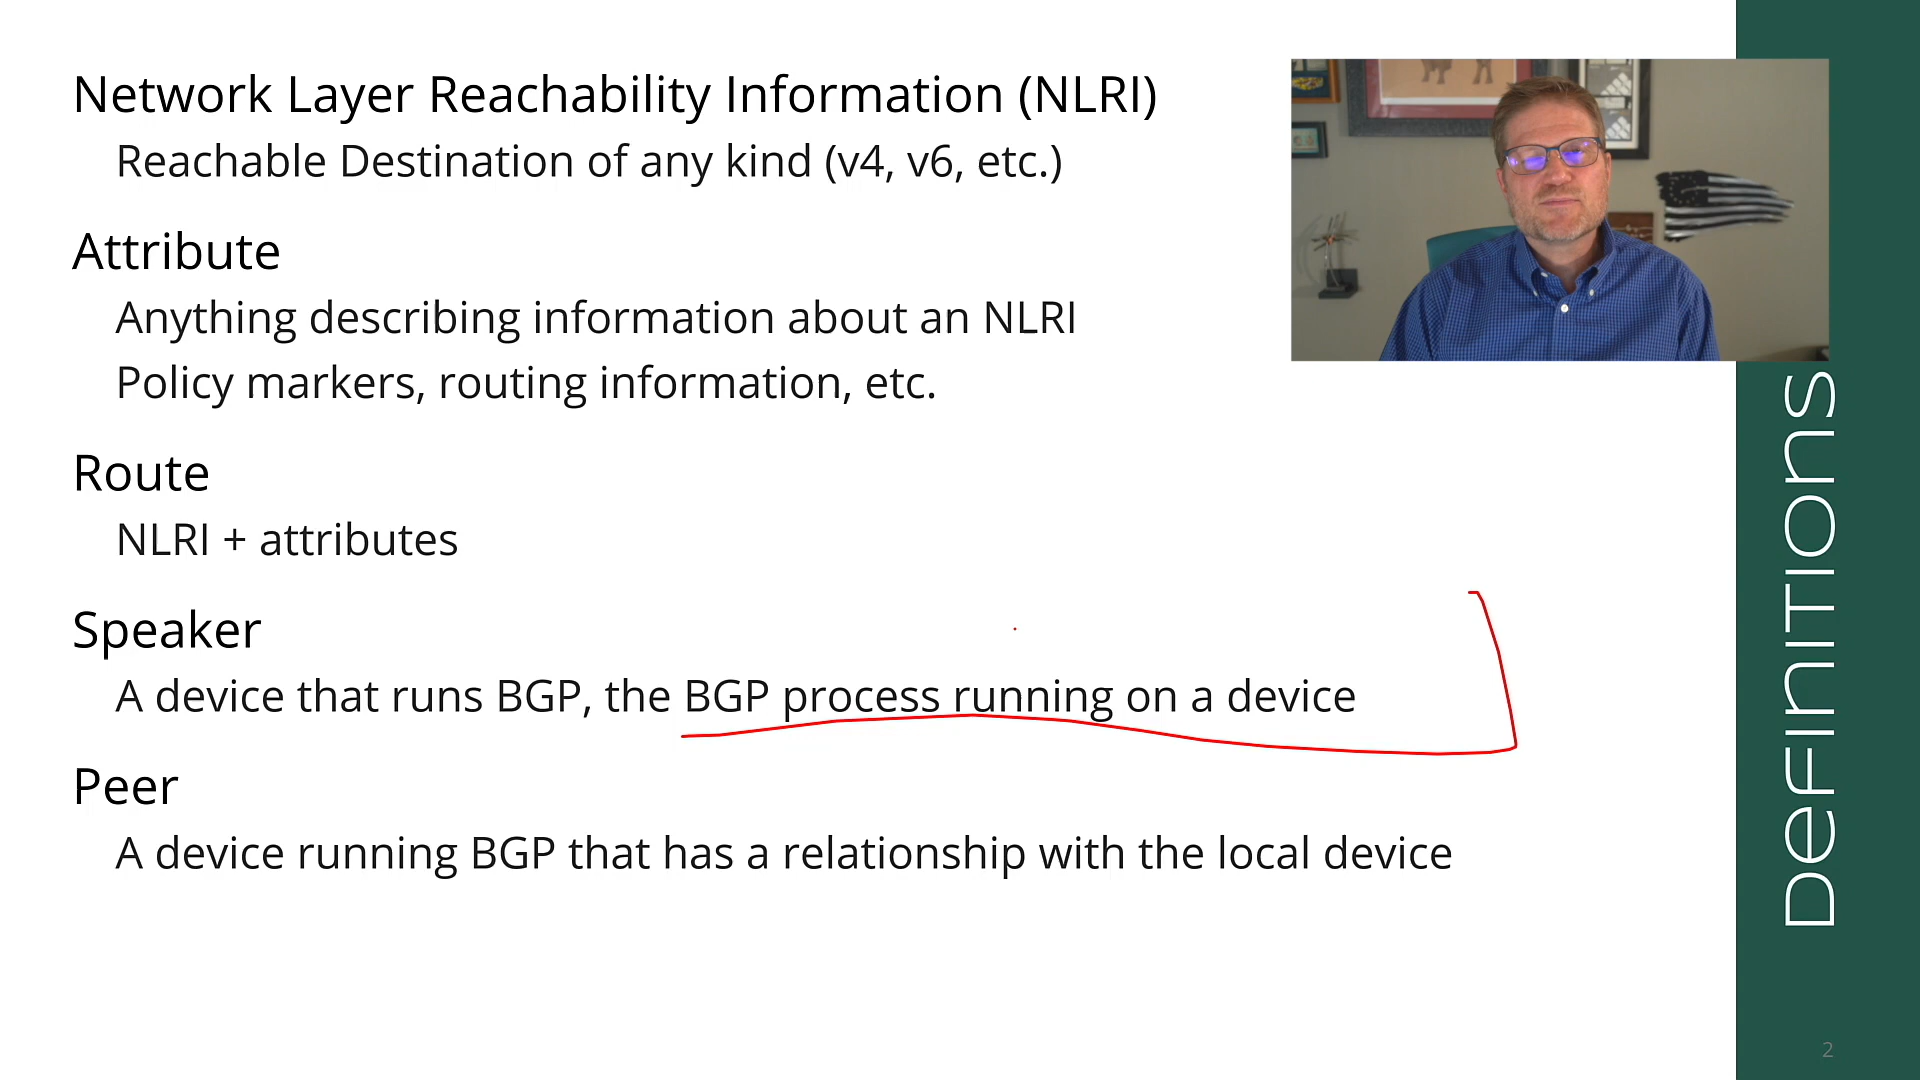 Network Layer Reachability Information (NLRI)
Reachable Destination of any kind (v4, v6, etc.)
Attribute
Anything describing information about an NLRI
Policy markers, routing information, etc.
Route
NLRI + attributes
Speaker
A device that runs BGP, the BGP process running on a device
Peer
A device running BGP that has a relationship with the local device
Definitions
2